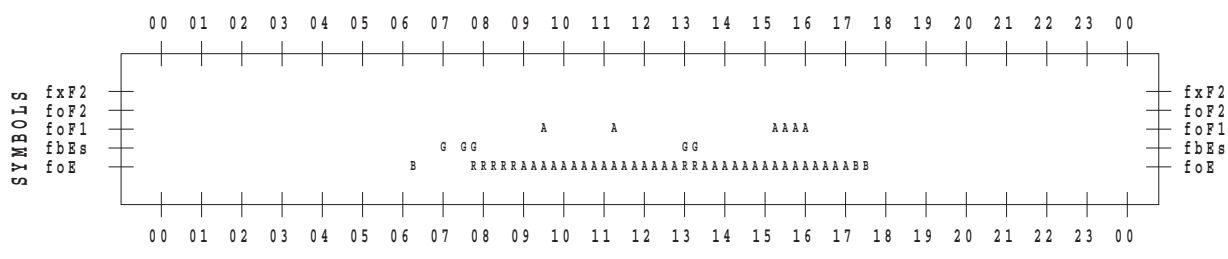 00 01 02 03 04 05 06 07 08 09 10 11 12 13 14 15 16 17 18 19 20 21 22 23 00
SYMBOLS
fxF2 fxF2
foF2 foF2
foF1 A A AAAA foF1
fbEs G GG GG fbEs
foE B RRRRRAAAAAAAAAAAAAAAARRAAAAAAAAAAAAAAABB foE
00 01 02 03 04 05 06 07 08 09 10 11 12 13 14 15 16 17 18 19 20 21 22 23 00